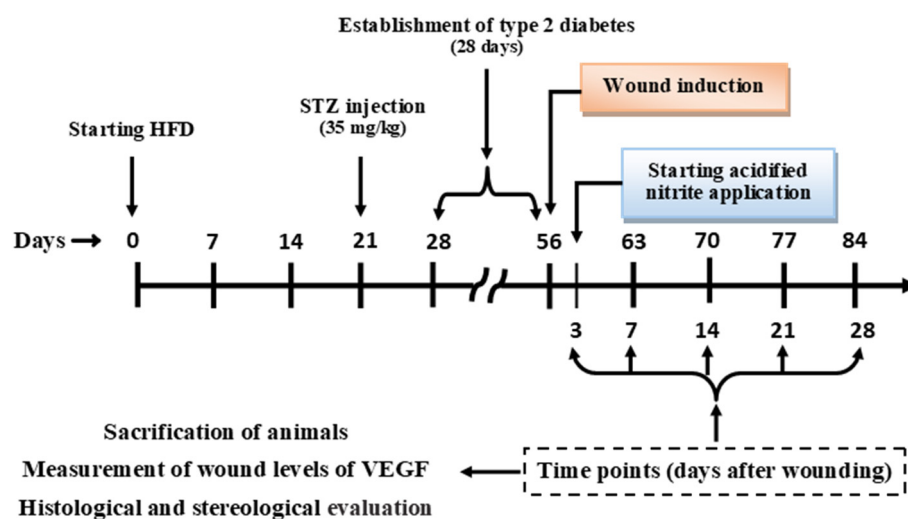 Establishment of type 2 diabetes
(28 days)
Wound induction
STZ injection
(35 mg/kg)
Starting HFD
Starting acidified
nitrite application
Days
0 7 14 21 28 56 63 70 77 84
3 7 14 21 28
Sacrification of animals
Measurement of wound levels of VEGF
Time points (days after wounding)
Histological and stereological evaluation